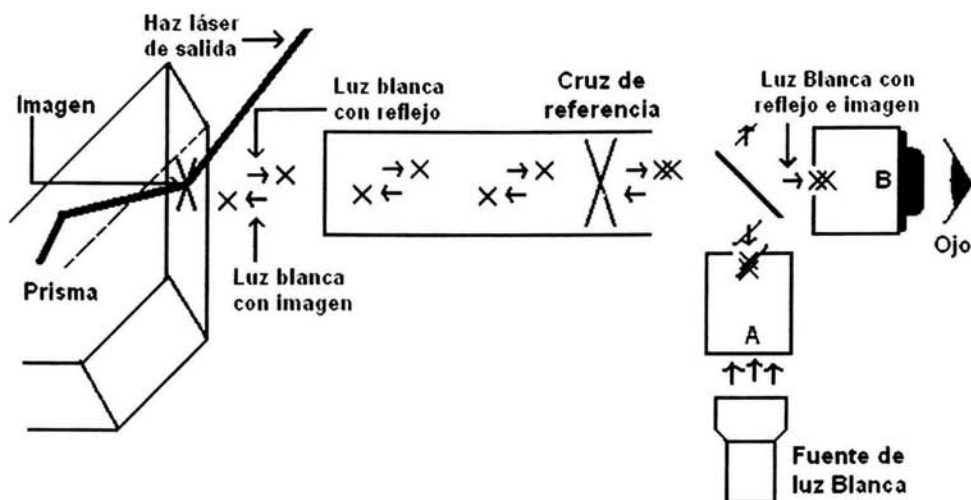 Haz láser
de salida
Imagen
Luz blanca
con reflejo
Cruz de
referencia
Luz Blanca con
reflejo e imagen
B
Ojo
Prisma
Luz blanca
con imagen
A
Fuente de
luz Blanca